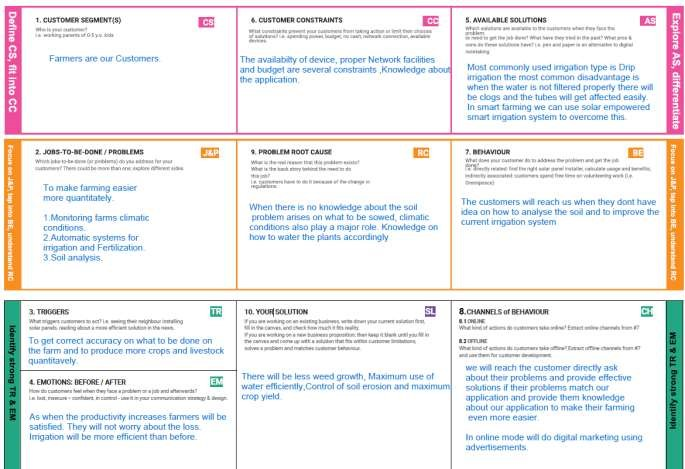 Define CS, fit into CC
1. CUSTOMER SEGMENT(S)
CS
Who is your customer?
i.e. working parents of 0-5 y.o. kids
Farmers are our Customers.
6. CUSTOMER CONSTRAINTS
CC
What constraints prevent your customers from taking action or limit their choices
of solutions? i.e. spending power, budget, no cash, network connection, available
devices.
The availabilty of device, proper Network facilities
and budget are several constraints ,Knowledge about
the application.
5. AVAILABLE SOLUTIONS
AS
Which solutions are available to the customers when they face the
problem
or need to get the job done? What have they tried in the past? What pros &
cons do these solutions have? i.e. pen and paper is an alternative to digital
notetaking
Most commonly used irrigation type is Drip
irrigation the most common disadvantage is
when the water is not filtered properly there will
be clogs and the tubes will get affected easily.
In smart farming we can use solar empowered
smart irrigation system to overcome this.
Explore AS, differentiate
Focus on J&P, tap into BE, understand RC
2. JOBS-TO-BE-DONE / PROBLEMS
J&P
Which jobs-to-be-done (or problems) do you address for your
customers? There could be more than one; explore different sides.
To make farming easier
more quantitately.
1.Monitoring farms climatic
conditions..
2.Automatic systems for
irrigation and Fertilization.
3.Soil analysis.
9. PROBLEM ROOT CAUSE
RC
What is the real reason that this problem exists?
What is the back story behind the need to do
this job?
i.e. customers have to do it because of the change in
regulations.
When there is no knowledge about the soil
problem arises on what to be sowed, climatic
conditions also play a major role. Knowledge on
how to water the plants accordingly
7. BEHAVIOUR
BE
What does your customer do to address the problem and get the job
done?
i.e. directly related: find the right solar panel installer, calculate usage and benefits;
indirectly associated: customers spend free time on volunteering work (i.e.
Greenpeace)
The customers will reach us when they dont have
idea on how to analyse the soil and to improve the
current irrigation system
Focus on J&P, tap into BE, understand RC
Identify strong TR & EM
3. TRIGGERS
TR
What triggers customers to act? i.e. seeing their neighbour installing
solar panels, reading about a more efficient solution in the news.
To get correct accuracy on what to be done on
the farm and to produce more crops and livestock
quantitavely.
4. EMOTIONS: BEFORE / AFTER
EM
How do customers feel when they face a problem or a job and afterwards?
i.e. lost, insecure > confident, in control - use it in your communication strategy & design.
As when the productivity increases farmers will be
satisfied. They will not worry about the loss.
Irrigation will be more efficient than before.
10. YOUR SOLUTION
SL
If you are working on an existing business, write down your current solution first,
fill in the canvas, and check how much it fits reality.
If you are working on a new business proposition, then keep it blank until you fill in
the canvas and come up with a solution that fits within customer limitations,
solves a problem and matches customer behaviour.
There will be less weed growth, Maximum use of
water efficiently,Control of soil erosion and maximum
crop yield.
8.CHANNELS of BEHAVIOUR
CH
8.1 ONLINE
What kind of actions do customers take online? Extract online channels from #7
8.2 OFFLINE
What kind of actions do customers take offline? Extract offline channels from #7
and use them for customer development.
we will reach the customer directly ask
about their problems and provide effective
solutions if their problems match our
application and provide them knowledge
about our application to make their farming
even more easier.
In online mode will do digital marketing using
advertisements.
Identify strong TR & EM